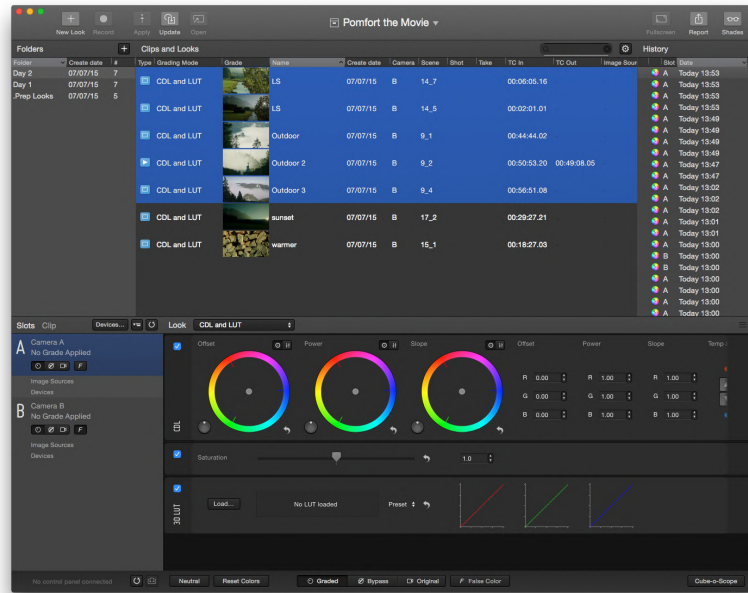 Pomfort the Movie
New Look Record Apply Update Open Fullscreen Report Shades
Folders Clips and Looks History
Folder Create date # Type Grading Mode Grade Name Create date Camera Scene Shot Take TC In TC Out Image Sour Slot Date
Day 2 07/07/15 7
Day 1 07/07/15 7
.Prep Looks 07/07/15 5
CDL and LUT LS 07/07/15 B 14_7 00:06:05.16
CDL and LUT LS 07/07/15 B 14_5 00:02:01.01
CDL and LUT Outdoor 07/07/15 B 9_1 00:44:44.02
CDL and LUT Outdoor 2 07/07/15 B 9_2 00:50:53.20 00:49:08.05
CDL and LUT Outdoor 3 07/07/15 B 9_4 00:56:51.08
CDL and LUT sunset 07/07/15 B 17_2 00:29:27.21
CDL and LUT warmer 07/07/15 B 15_1 00:18:27.03
A Today 13:53
A Today 13:53
A Today 13:53
A Today 13:53
A Today 13:49
A Today 13:49
A Today 13:49
A Today 13:49
A Today 13:47
A Today 13:47
A Today 13:02
A Today 13:02
A Today 13:02
A Today 13:02
A Today 13:01
A Today 13:01
A Today 13:00
B Today 13:00
B Today 13:00
A Today 13:00
A Today 13:00
A Today 13:00
A Today 13:01
Slots Clip Devices... Look CDL and LUT
A Camera A
No Grade Applied
F
Image Sources
Devices
B Camera B
No Grade Applied
F
Image Sources
Devices
CDL
Offset Power Slope Offset Power Slope Temp
R 0.00 R 1.00 R 1.00
G 0.00 G 1.00 G 1.00
B 0.00 B 1.00 B 1.00
Saturation 1.0
3D LUT
Load... No LUT loaded Preset
No control panel connected Neutral Reset Colors Graded Bypass Original F False Color Cube-o-Scope